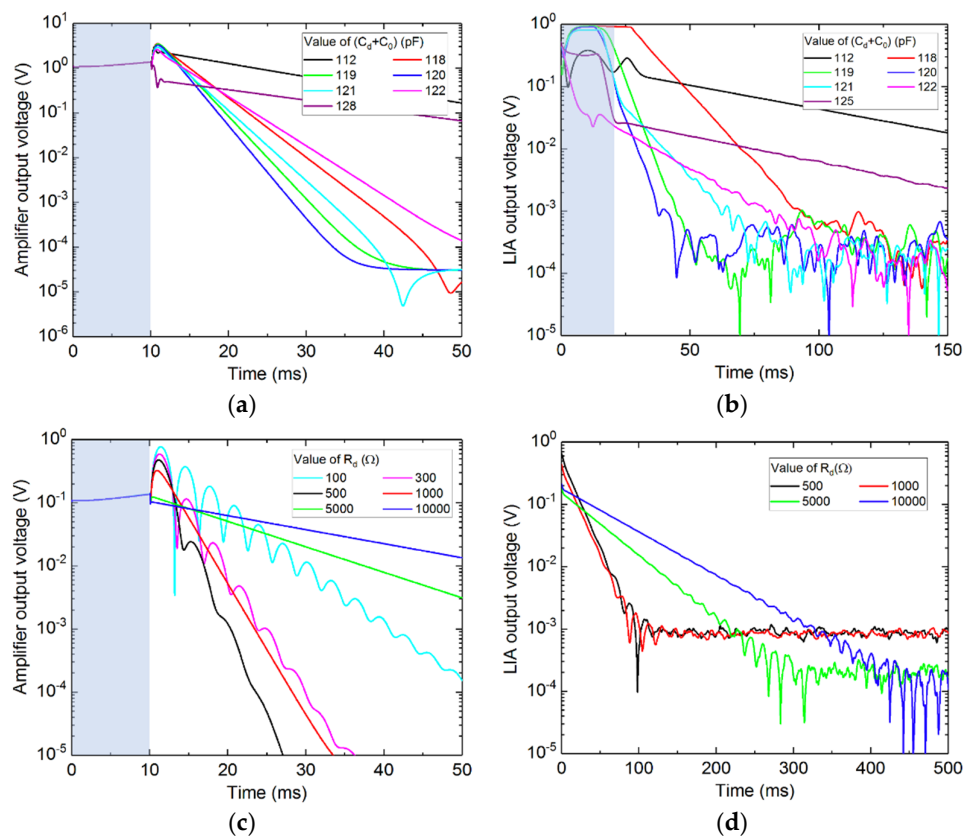 Amplifier output voltage (V)
10¹
10⁰
10⁻¹
10⁻²
10⁻³
10⁻⁴
10⁻⁵
10⁻⁶
Value of (Cd+C0) (pF)
112 118
119 120
121 122
128
0 10 20 30 40 50
Time (ms)
(a)
LIA output voltage (V)
10⁰
10⁻¹
10⁻²
10⁻³
10⁻⁴
10⁻⁵
Value of (Cd+C0) (pF)
112 118
119 120
121 122
125
0 50 100 150
Time (ms)
(b)
Amplifier output voltage (V)
10⁰
10⁻¹
10⁻²
10⁻³
10⁻⁴
10⁻⁵
Value of Rd (Ω)
100 300
500 1000
5000 10000
0 10 20 30 40 50
Time (ms)
(c)
LIA output voltage (V)
10⁰
10⁻¹
10⁻²
10⁻³
10⁻⁴
10⁻⁵
Value of Rd(Ω)
500 1000
5000 10000
0 100 200 300 400 500
Time (ms)
(d)